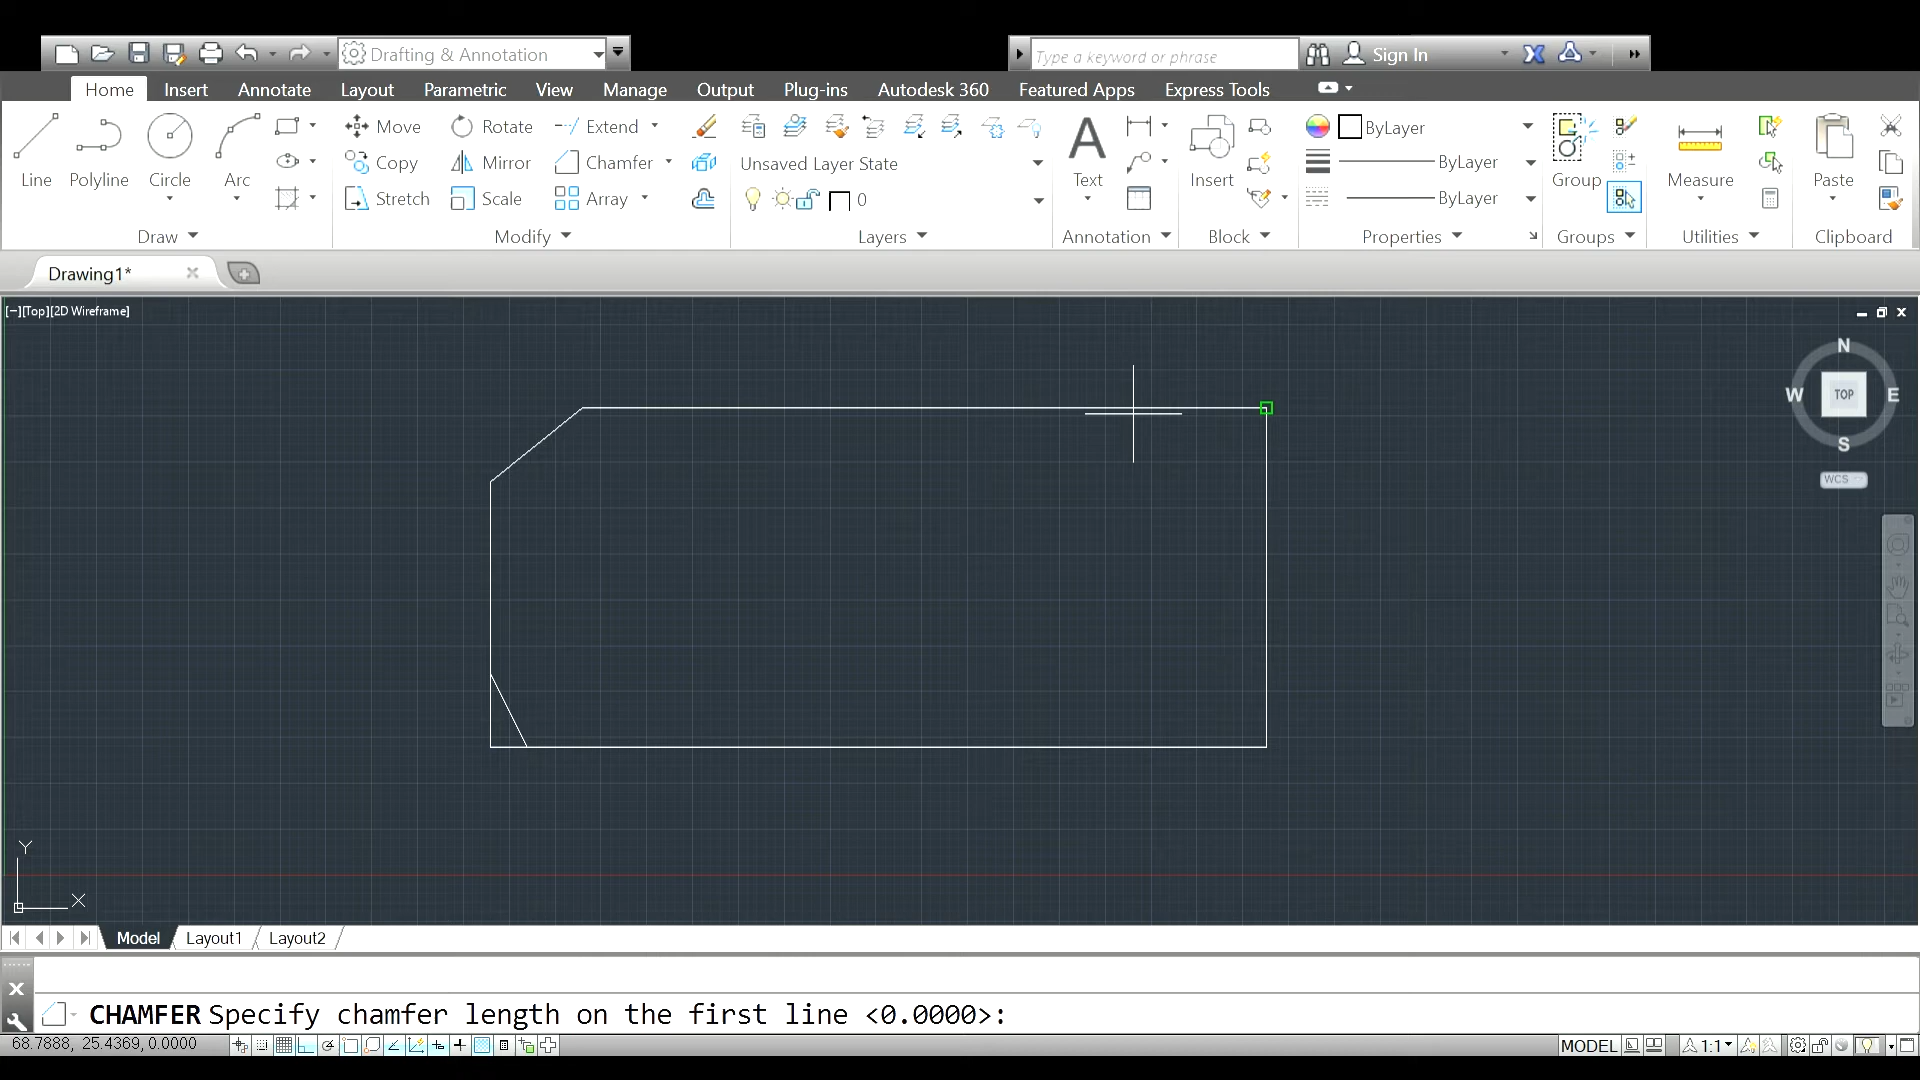 Drafting & Annotation
Type a keyword or phrase
Sign In
Home Insert Annotate Layout Parametric View Manage Output Plug-ins Autodesk 360 Featured Apps Express Tools
Line Polyline Circle Arc
Move Rotate Extend
Copy Mirror Chamfer
Stretch Scale Array
Unsaved Layer State
0
A
Text
Insert
ByLayer
ByLayer
ByLayer
Group
Measure
Paste
Draw Modify Layers Annotation Block Properties Groups Utilities Clipboard
Drawing1*
[−][Top][2D Wireframe]
N
W TOP E
S
WCS
Y
X
Model Layout1 Layout2
CHAMFER Specify chamfer length on the first line <0.0000>:
68.7888, 25.4369, 0.0000
MODEL
1:1